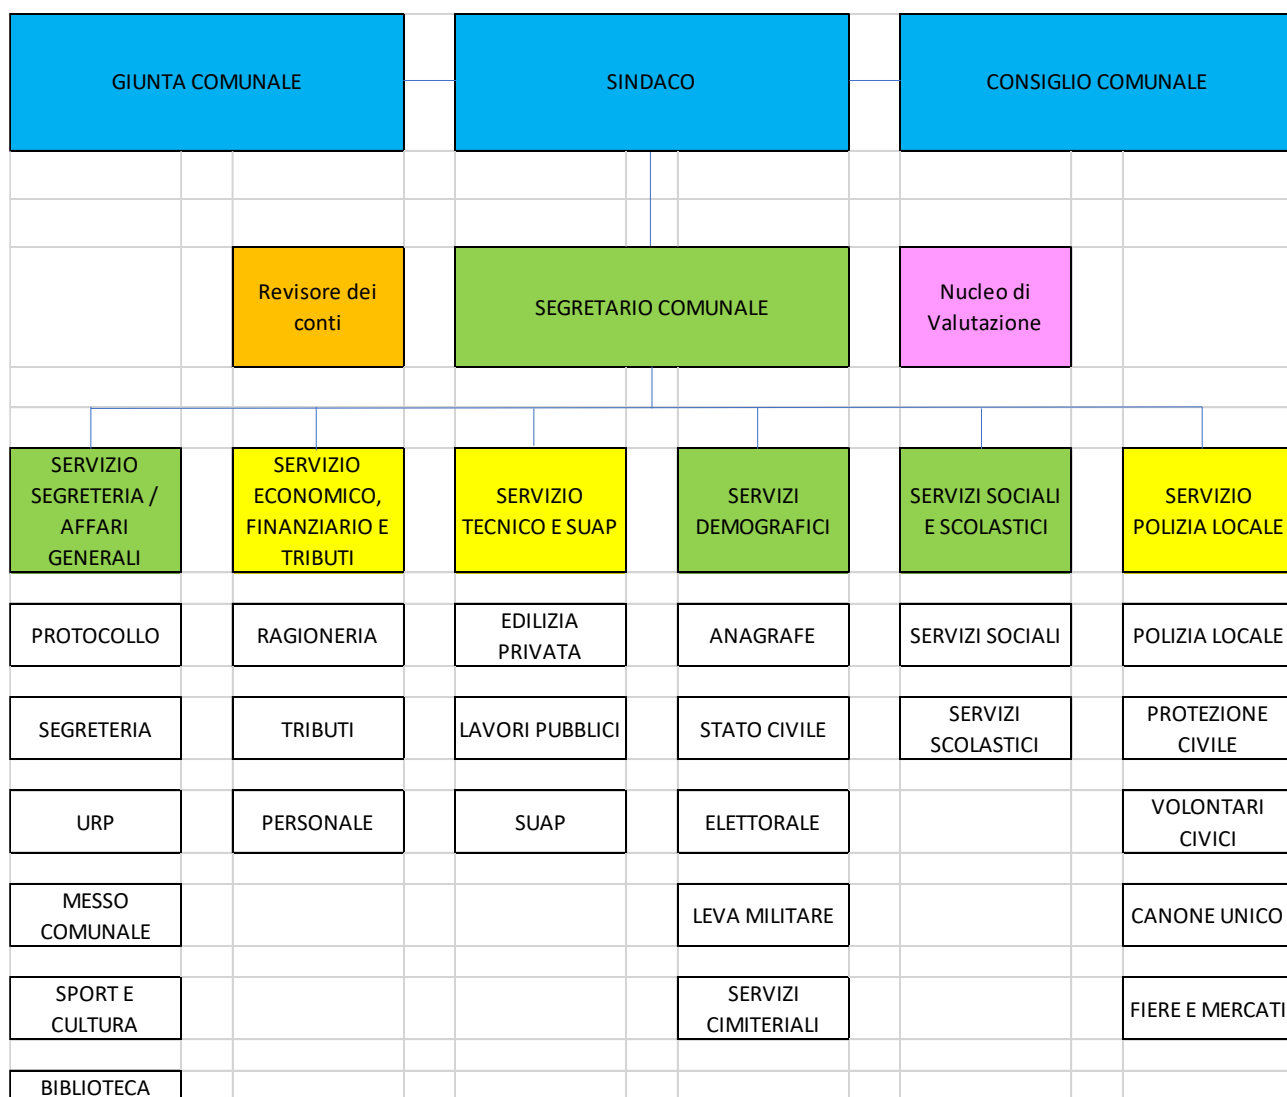 GIUNTA COMUNALE
SINDACO
CONSIGLIO COMUNALE
Revisore dei
conti
SEGRETARIO COMUNALE
Nucleo di
Valutazione
SERVIZIO
SEGRETERIA /
AFFARI
GENERALI
SERVIZIO
ECONOMICO,
FINANZIARIO E
TRIBUTI
SERVIZIO
TECNICO E SUAP
SERVIZI
DEMOGRAFICI
SERVIZI SOCIALI
E SCOLASTICI
SERVIZIO
POLIZIA LOCALE
PROTOCOLLO
RAGIONERIA
EDILIZIA
PRIVATA
ANAGRAFE
SERVIZI SOCIALI
POLIZIA LOCALE
SEGRETERIA
TRIBUTI
LAVORI PUBBLICI
STATO CIVILE
SERVIZI
SCOLASTICI
PROTEZIONE
CIVILE
URP
PERSONALE
SUAP
ELETTORALE
VOLONTARI
CIVICI
MESSO
COMUNALE
LEVA MILITARE
CANONE UNICO
SPORT E
CULTURA
SERVIZI
CIMITERIALI
FIERE E MERCATI
BIBLIOTECA